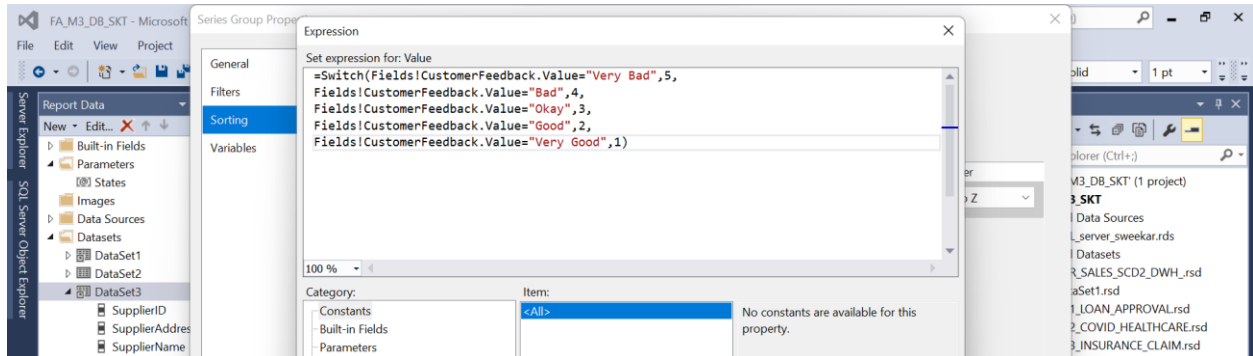 FA_M3_DB_SKT - Microsoft
File Edit View Project
Server Explorer
SQL Server Object Explorer
Report Data
New Edit...
Built-in Fields
Parameters
States
Images
Data Sources
Datasets
DataSet1
DataSet2
DataSet3
SupplierID
SupplierAddres
SupplierName
Series Group Prope
General
Filters
Sorting
Variables
Expression
Set expression for: Value
=Switch(Fields!CustomerFeedback.Value="Very Bad",5,
Fields!CustomerFeedback.Value="Bad",4,
Fields!CustomerFeedback.Value="Okay",3,
Fields!CustomerFeedback.Value="Good",2,
Fields!CustomerFeedback.Value="Very Good",1)
100 %
Category:
Constants
Built-in Fields
Parameters
Item:
<All>
No constants are available for this
property.
er
Z
olid 1 pt
plorer (Ctrl+;)
M3_DB_SKT' (1 project)
_SKT
Data Sources
_server_sweekar.rds
Datasets
R_SALES_SCD2_DWH_.rsd
aSet1.rsd
1_LOAN_APPROVAL.rsd
2_COVID_HEALTHCARE.rsd
3_INSURANCE_CLAIM.rsd